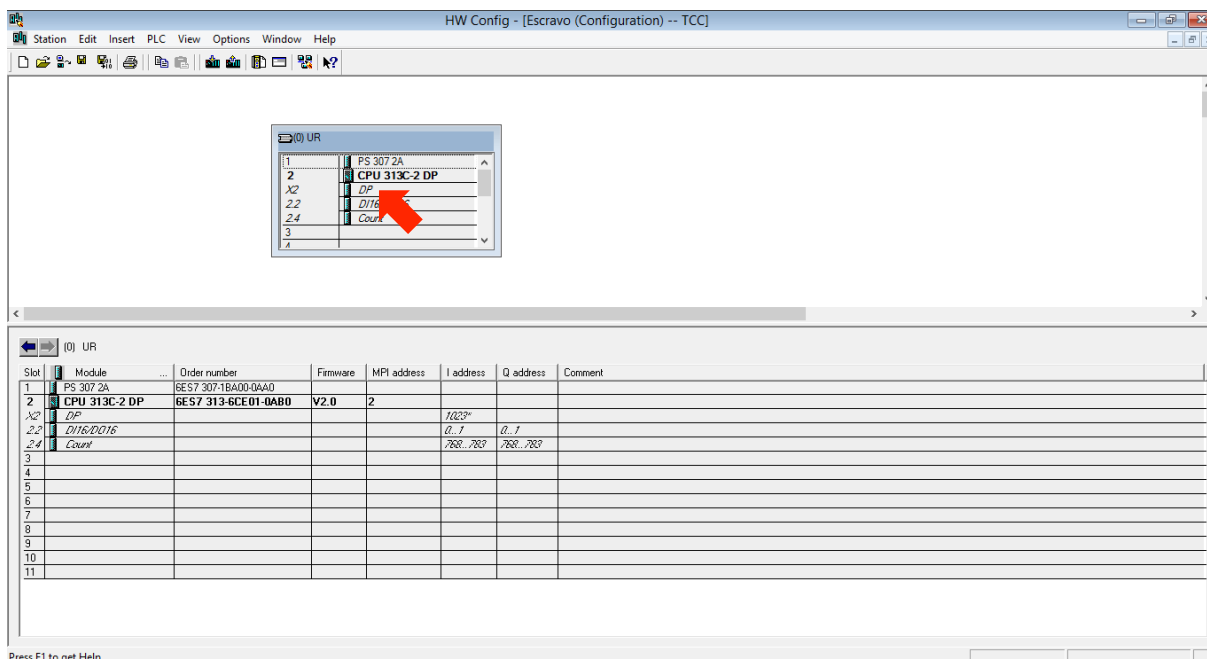 HW Config - [Escravo (Configuration) -- TCC]
Station Edit Insert PLC View Options Window Help
(0) UR
1 PS 307 2A
2 CPU 313C-2 DP
X2 DP
2.2 DI16
2.4 Count
3
4
(0) UR
Slot Module ... Order number Firmware MPI address I address Q address Comment
1 PS 307 2A 6ES7 307-1BA00-0AA0
2 CPU 313C-2 DP 6ES7 313-6CE01-0AB0 V2.0 2
X2 DP 1023*
2.2 DI16/DO16 0...1 0...1
2.4 Count 768...783 768...783
3
4
5
6
7
8
9
10
11
Press F1 to get Help.